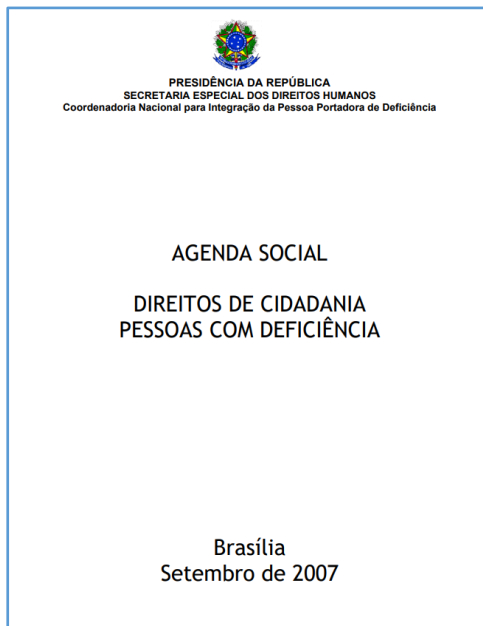 PRESIDÊNCIA DA REPÚBLICA
SECRETARIA ESPECIAL DOS DIREITOS HUMANOS
Coordenadoria Nacional para Integração da Pessoa Portadora de Deficiência
AGENDA SOCIAL
DIREITOS DE CIDADANIA
PESSOAS COM DEFICIÊNCIA
Brasília
Setembro de 2007